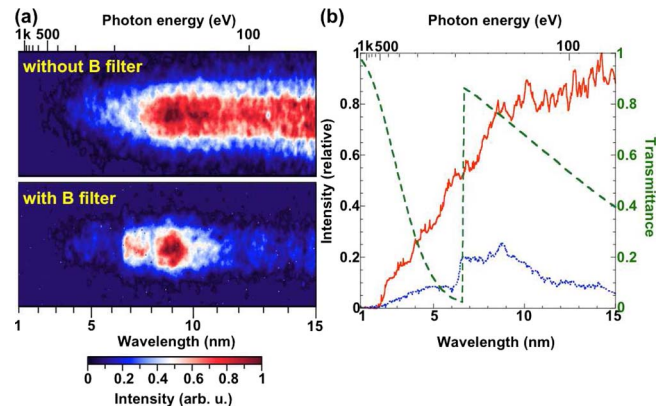 (a)
Photon energy (eV)
1k 500 100
without B filter
with B filter
1 5 10 15
Wavelength (nm)
0 0.2 0.4 0.6 0.8 1
Intensity (arb. u.)
(b)
Photon energy (eV)
1k500 100
1 1
0.8 0.8
0.6 0.6
0.4 0.4
0.2 0.2
0 0
Intensity (relative)
Transmittance
1 5 10 15
Wavelength (nm)